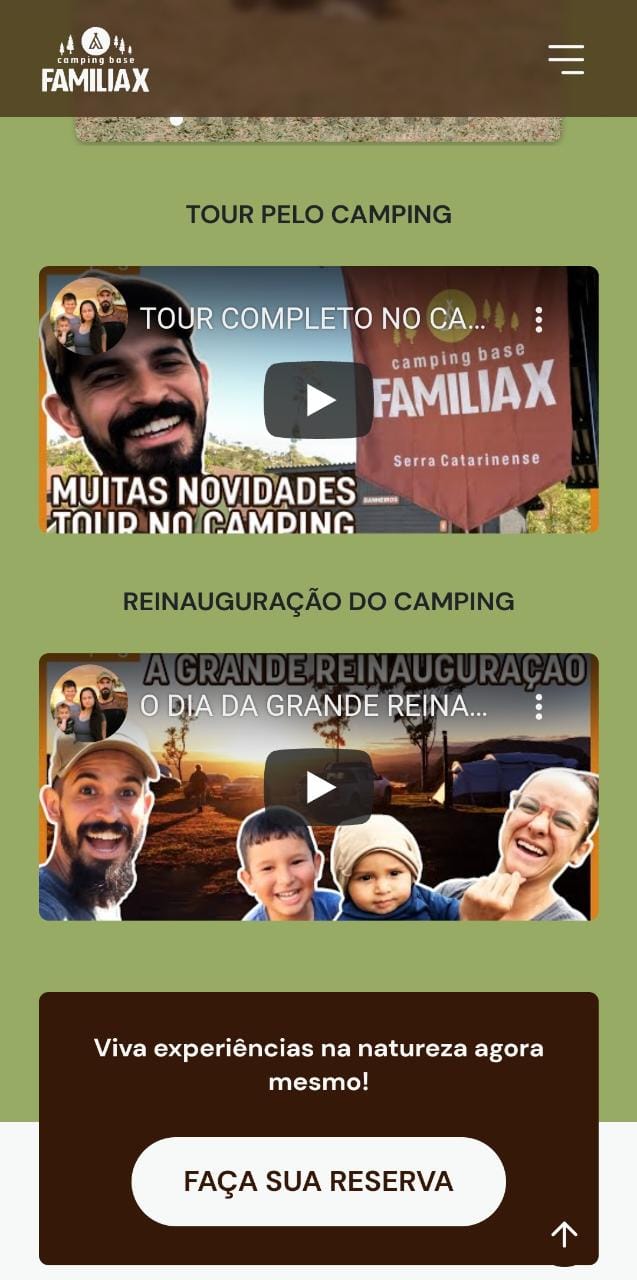 camping base
FAMILIAX
TOUR PELO CAMPING
TOUR COMPLETO NO CA...
camping base
FAMILIAX
Serra Catarinense
BANHEIROS
MUITAS NOVIDADES
TOUR NO CAMPING
REINAUGURAÇÃO DO CAMPING
A GRANDE REINAUGURAÇÃO
O DIA DA GRANDE REINA...
Viva experiências na natureza agora
mesmo!
FAÇA SUA RESERVA